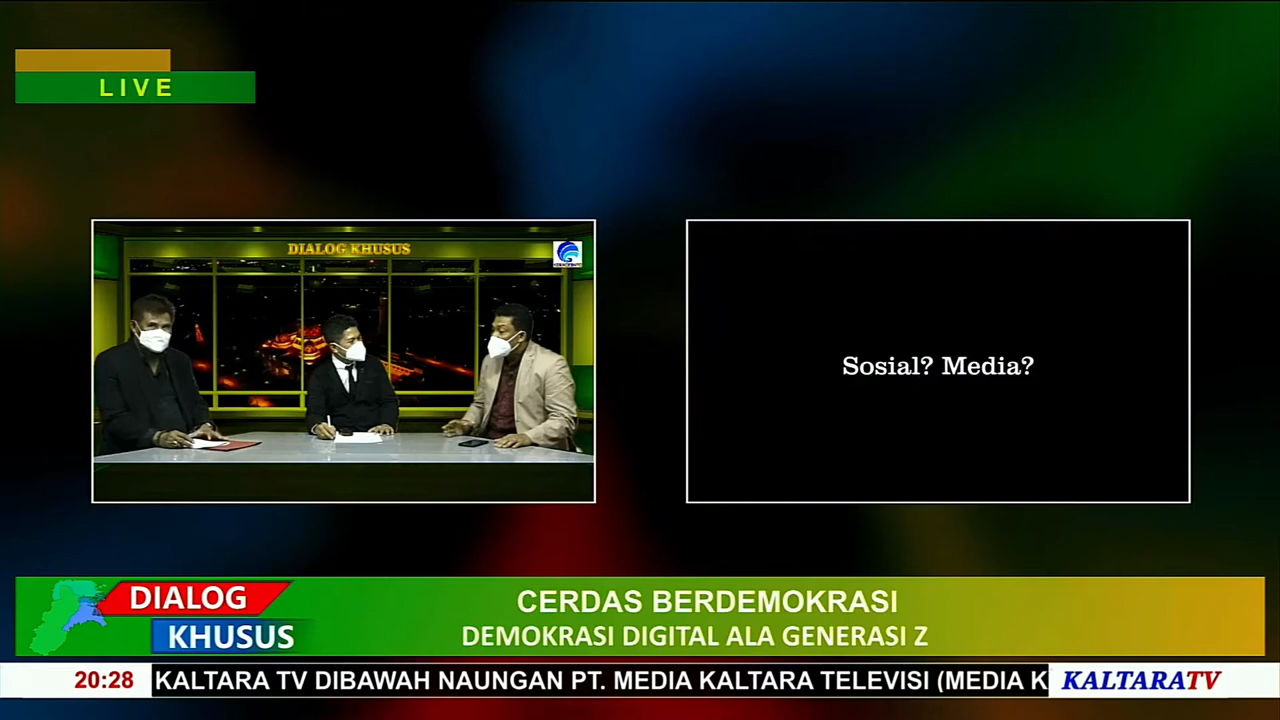 LIVE
DIALOG KHUSUS
Sosial? Media?
DIALOG
KHUSUS
CERDAS BERDEMOKRASI
DEMOKRASI DIGITAL ALA GENERASI Z
20:28
KALTARA TV DIBAWAH NAUNGAN PT. MEDIA KALTARA TELEVISI (MEDIA K
KALTARATV